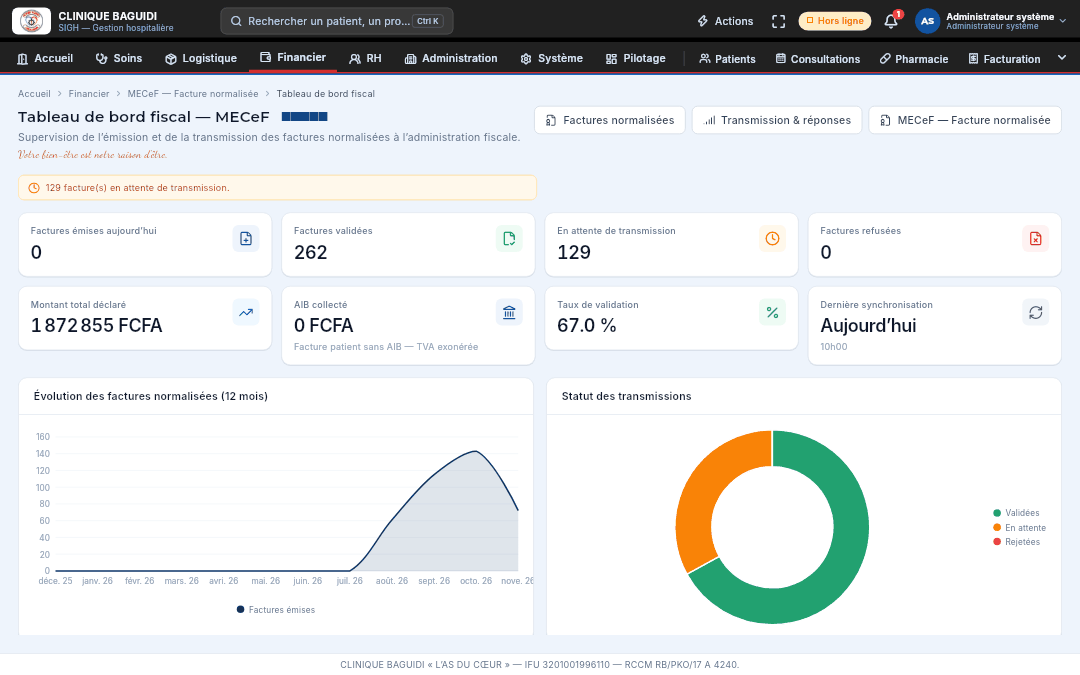 CLINIQUE BAGUIDI
SIGH — Gestion hospitalière
Rechercher un patient, un pro... Ctrl K
Actions
Hors ligne
1
AS
Administrateur système
Administrateur système
Accueil Soins Logistique Financier RH Administration Système Pilotage Patients Consultations Pharmacie Facturation
Accueil > Financier > MECeF — Facture normalisée > Tableau de bord fiscal
Tableau de bord fiscal — MECeF
Supervision de l'émission et de la transmission des factures normalisées à l'administration fiscale.
Votre bien-être est notre raison d'être.
Factures normalisées
Transmission & réponses
MECeF — Facture normalisée
129 facture(s) en attente de transmission.
Factures émises aujourd'hui
0
Factures validées
262
En attente de transmission
129
Factures refusées
0
Montant total déclaré
1 872 855 FCFA
AIB collecté
0 FCFA
Facture patient sans AIB — TVA exonérée
Taux de validation
67.0 %
Dernière synchronisation
Aujourd'hui
10h00
Évolution des factures normalisées (12 mois)
160
140
120
100
80
60
40
20
0
déce. 25 janv. 26 févr. 26 mars. 26 avri. 26 mai. 26 juin. 26 juil. 26 août. 26 sept. 26 octo. 26 nove. 26
Factures émises
Statut des transmissions
Validées
En attente
Rejetées
CLINIQUE BAGUIDI « L'AS DU CŒUR » — IFU 3201001996110 — RCCM RB/PKO/17 A 4240.